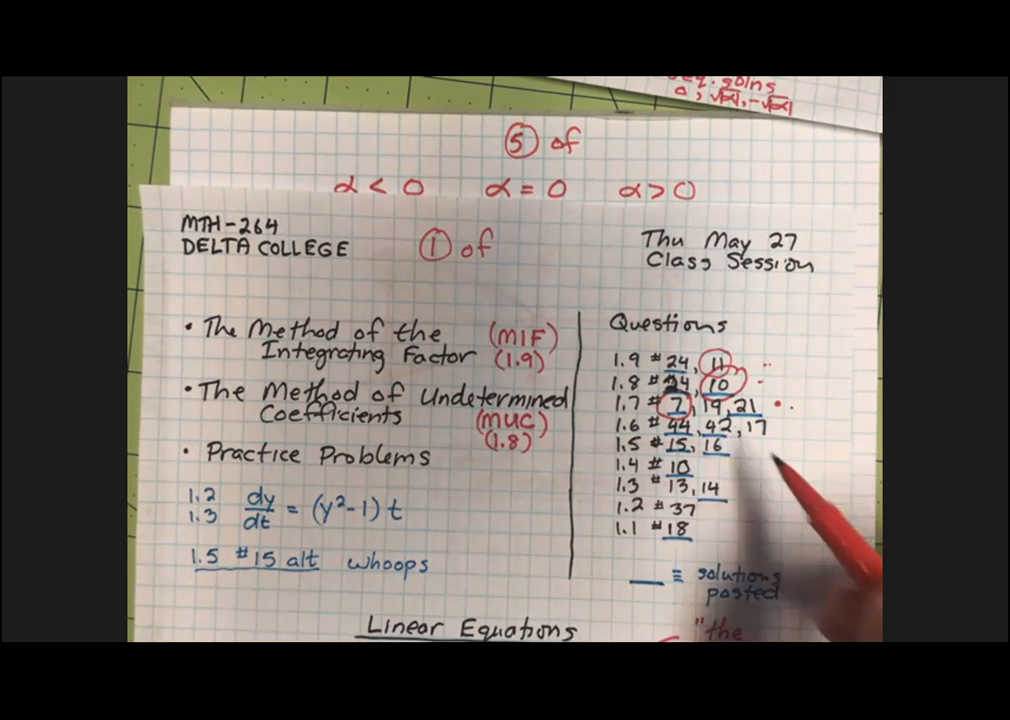 eq. solns
0, √|α|, -√|α|
⑤ of
α < 0   α = 0   α > 0
MTH-264
DELTA COLLEGE
① of
Thu May 27
Class Session
• The Method of the
Integrating Factor
(MIF)
(1.9)
• The Method of Undetermined
Coefficients
(MUC)
(1.8)
• Practice Problems
1.2
1.3
dy/dt = (y²-1)t
1.5 #15 alt whoops
Questions
1.9 #24, 11
1.8 #24, 10
1.7 #7, 19, 21
1.6 #44, 42, 17
1.5 #15, 16
1.4 #10
1.3 #13, 14
1.2 #37
1.1 #18
___ ≡ solutions
posted
Linear Equations
"the